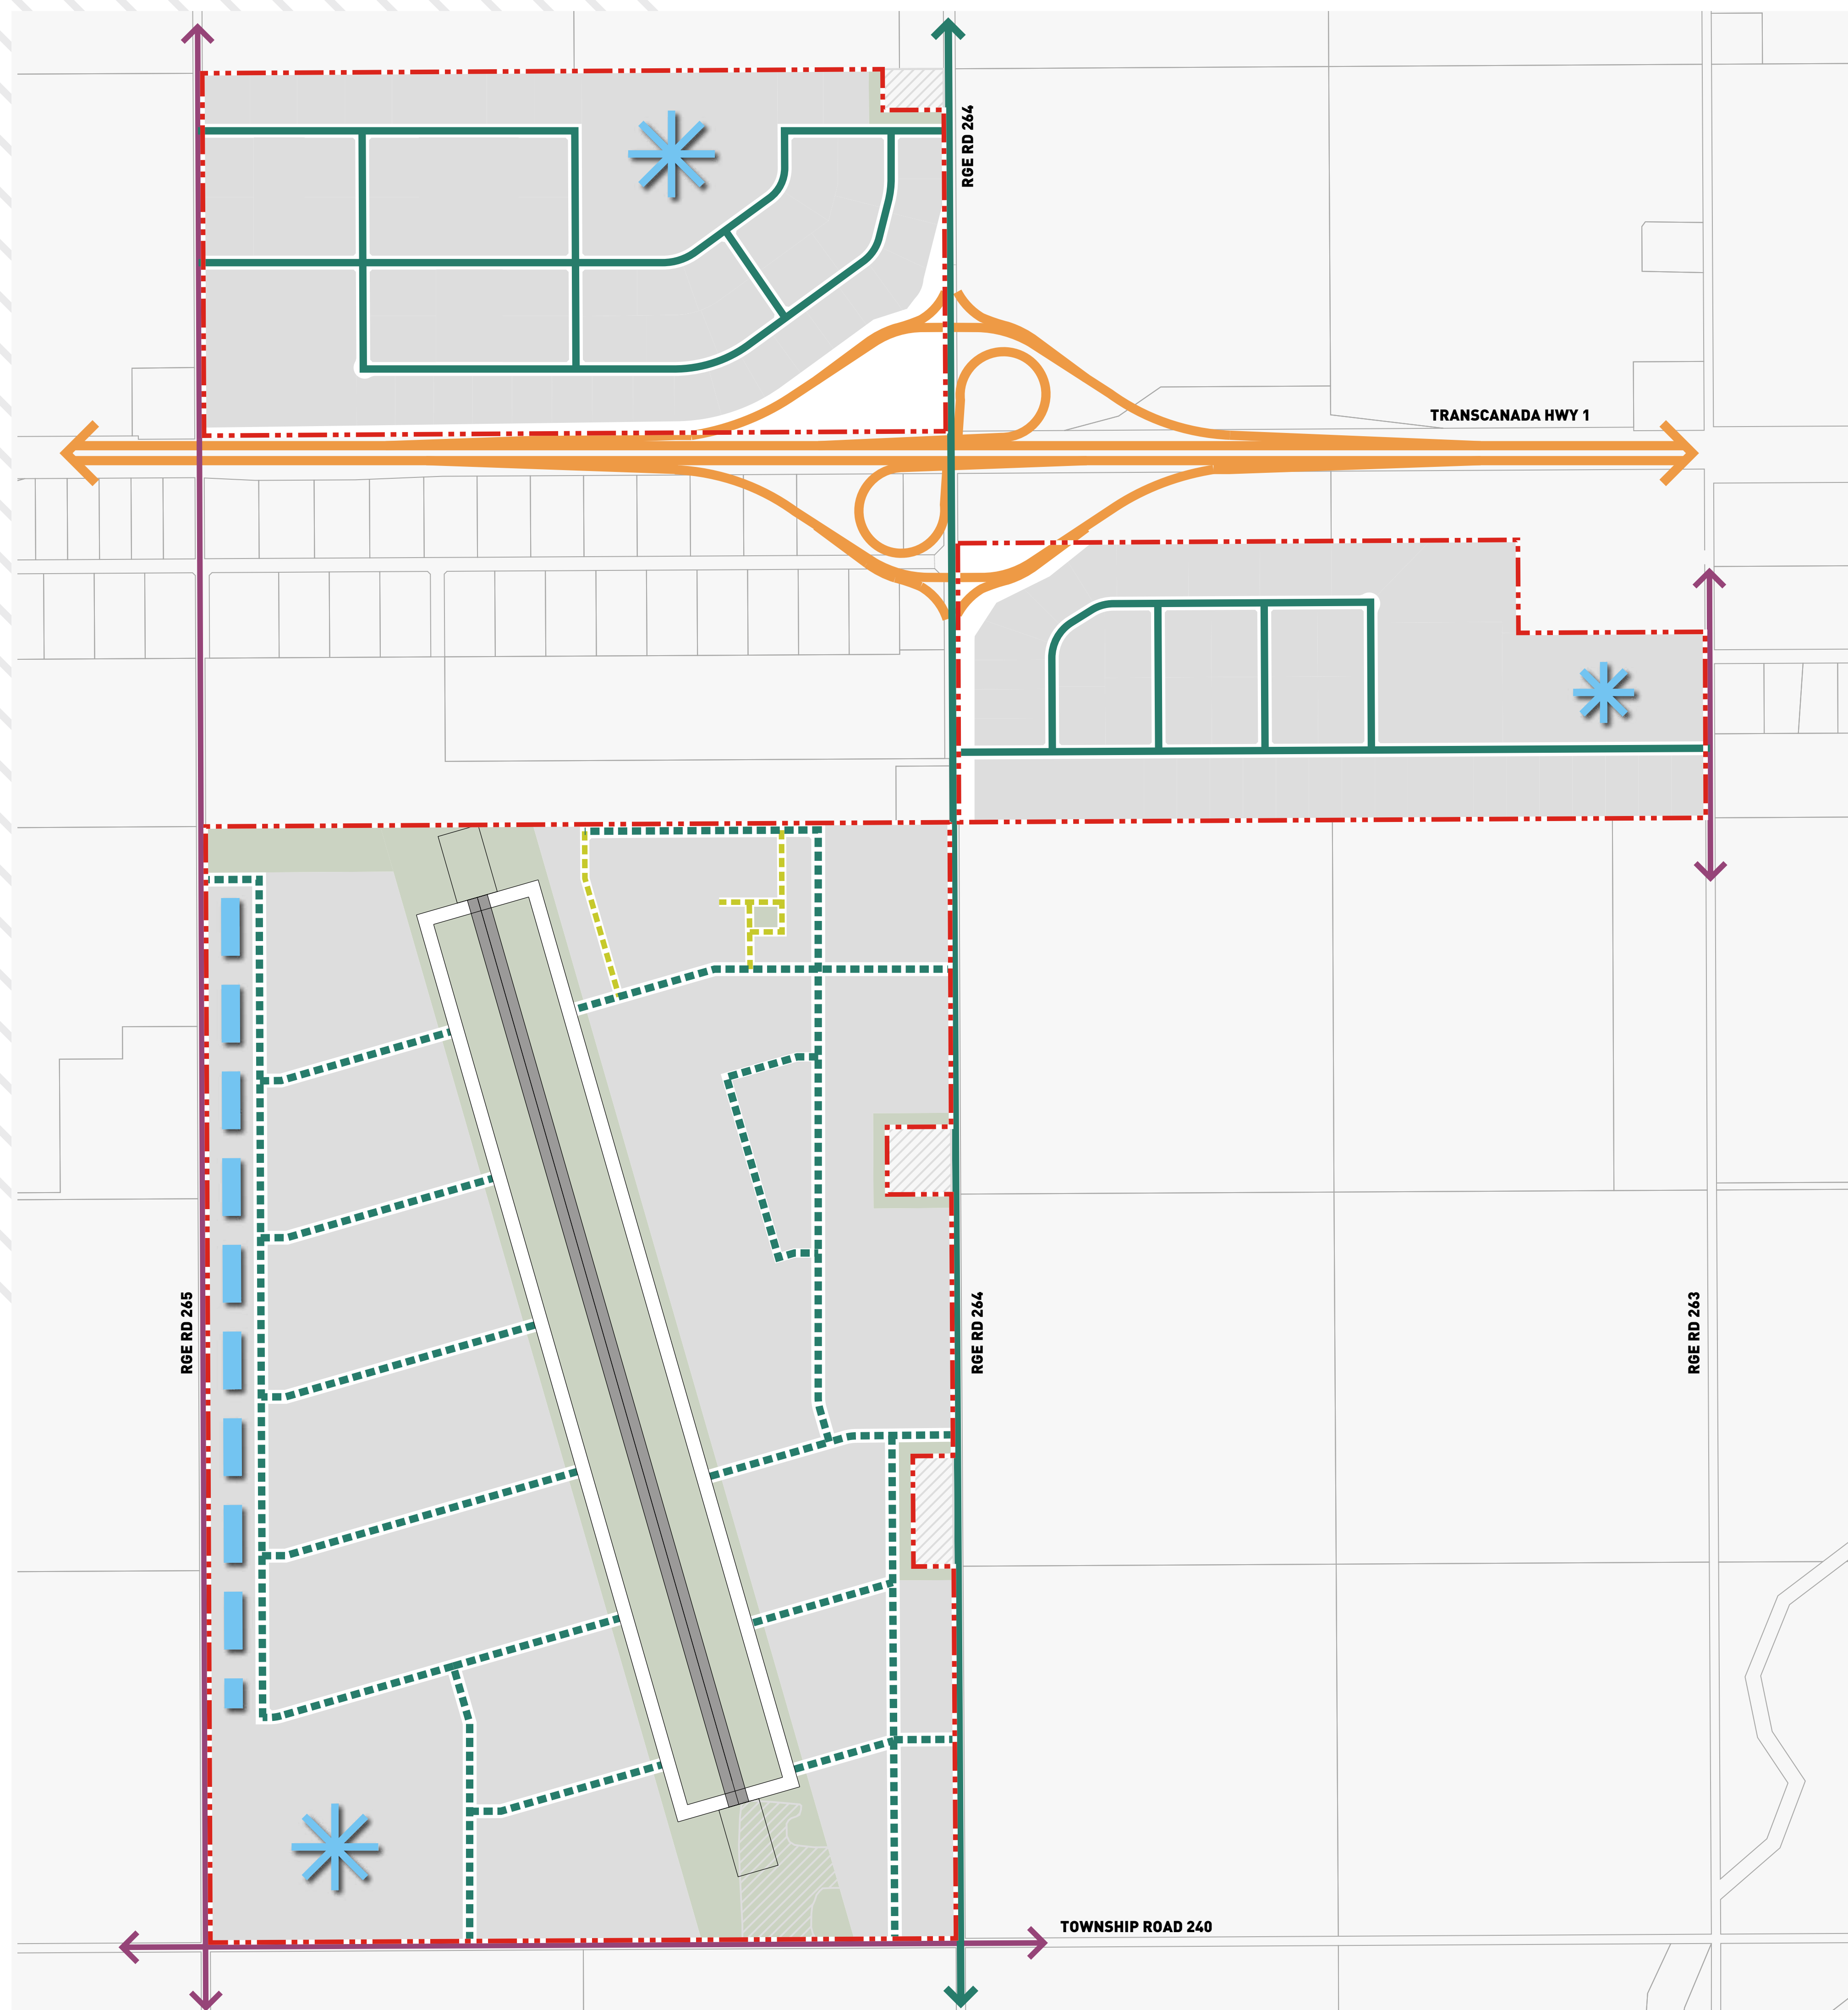 RGE RD 264
TRANSCANADA HWY 1
RGE RD 265
RGE RD 264
RGE RD 263
TOWNSHIP ROAD 240